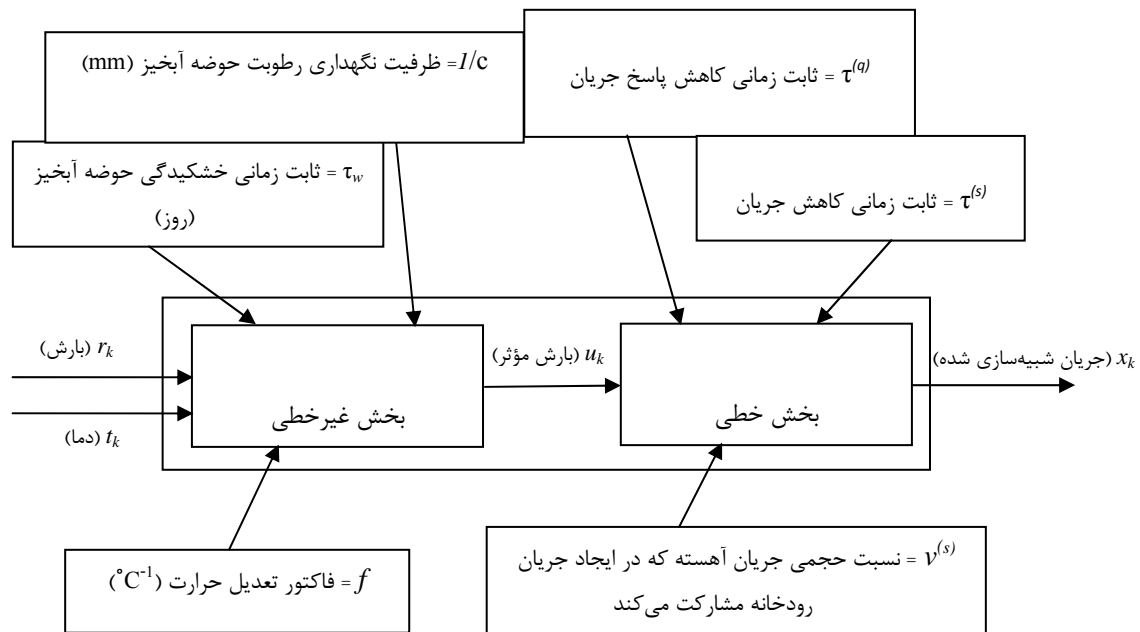 1/c= ظرفیت نگهداری رطوبت حوضه آبخیز (mm)
τ(q) = ثابت زمانی کاهش پاسخ جریان
τw = ثابت زمانی خشکیدگی حوضه آبخیز
(روز)
τ(s) = ثابت زمانی کاهش جریان
rk (بارش)
tk (دما)
بخش غیرخطی
uk (بارش مؤثر)
بخش خطی
xk (جریان شبیه‌سازی شده)
f = فاکتور تعدیل حرارت (˚C-1)
v(s) = نسبت حجمی جریان آهسته که در ایجاد جریان
رودخانه مشارکت می‌کند